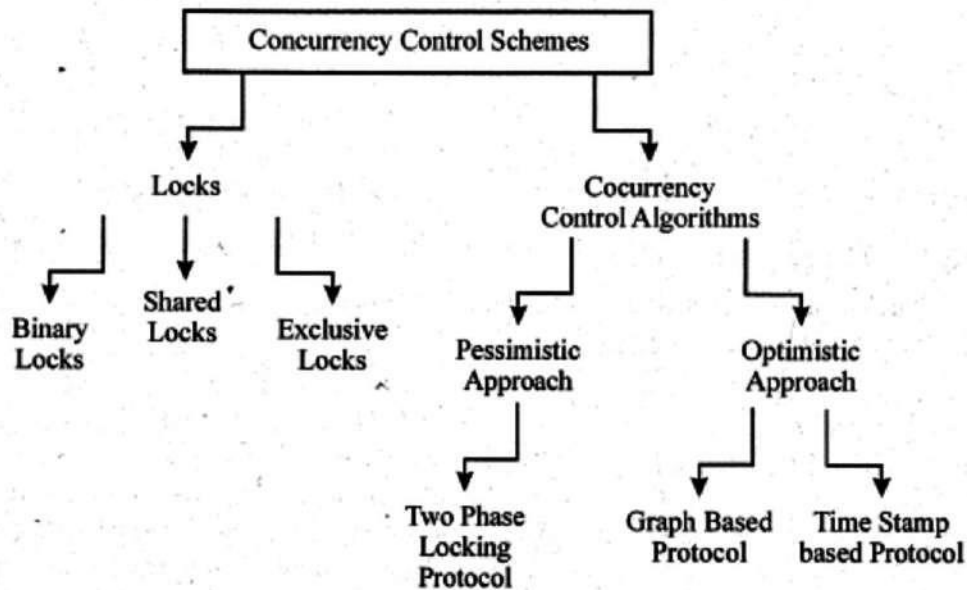 Concurrency Control Schemes
Locks
Cocurrency
Control Algorithms
Binary
Locks
Shared
Locks
Exclusive
Locks
Pessimistic
Approach
Optimistic
Approach
Two Phase
Locking
Protocol
Graph Based
Protocol
Time Stamp
based Protocol